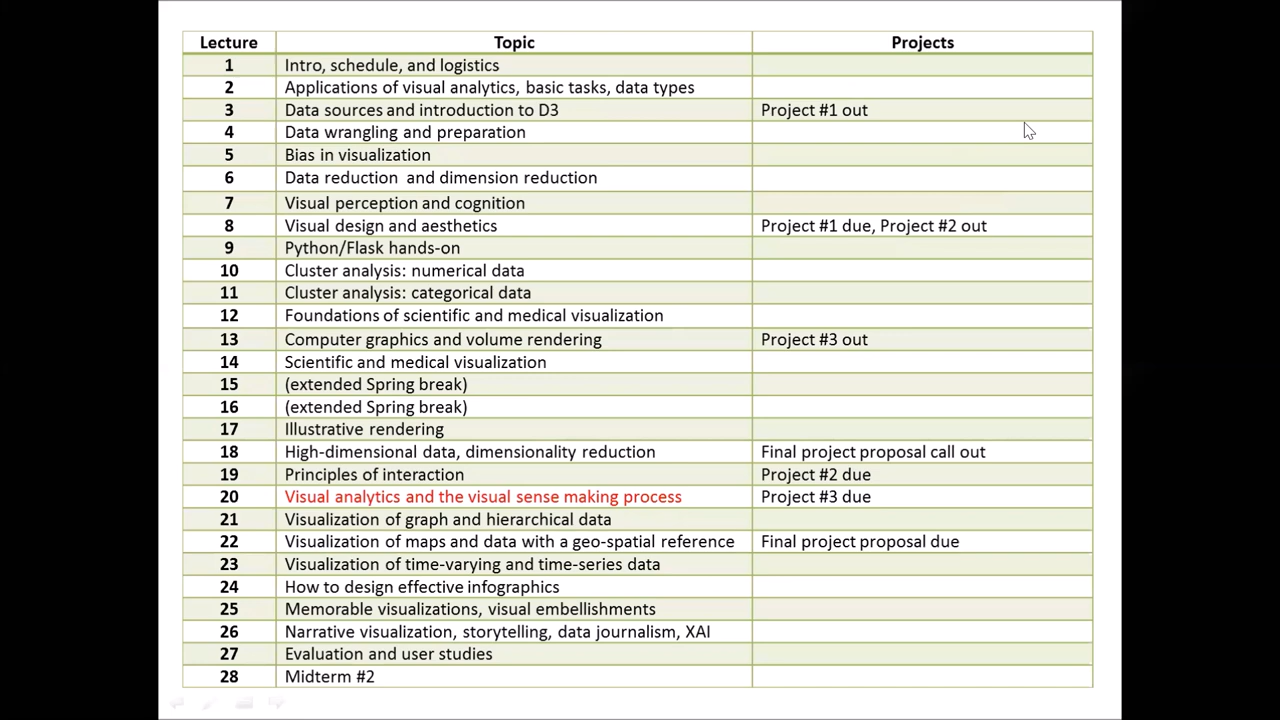 Lecture Topic Projects
1 Intro, schedule, and logistics
2 Applications of visual analytics, basic tasks, data types
3 Data sources and introduction to D3 Project #1 out
4 Data wrangling and preparation
5 Bias in visualization
6 Data reduction and dimension reduction
7 Visual perception and cognition
8 Visual design and aesthetics Project #1 due, Project #2 out
9 Python/Flask hands-on
10 Cluster analysis: numerical data
11 Cluster analysis: categorical data
12 Foundations of scientific and medical visualization
13 Computer graphics and volume rendering Project #3 out
14 Scientific and medical visualization
15 (extended Spring break)
16 (extended Spring break)
17 Illustrative rendering
18 High-dimensional data, dimensionality reduction Final project proposal call out
19 Principles of interaction Project #2 due
20 Visual analytics and the visual sense making process Project #3 due
21 Visualization of graph and hierarchical data
22 Visualization of maps and data with a geo-spatial reference Final project proposal due
23 Visualization of time-varying and time-series data
24 How to design effective infographics
25 Memorable visualizations, visual embellishments
26 Narrative visualization, storytelling, data journalism, XAI
27 Evaluation and user studies
28 Midterm #2